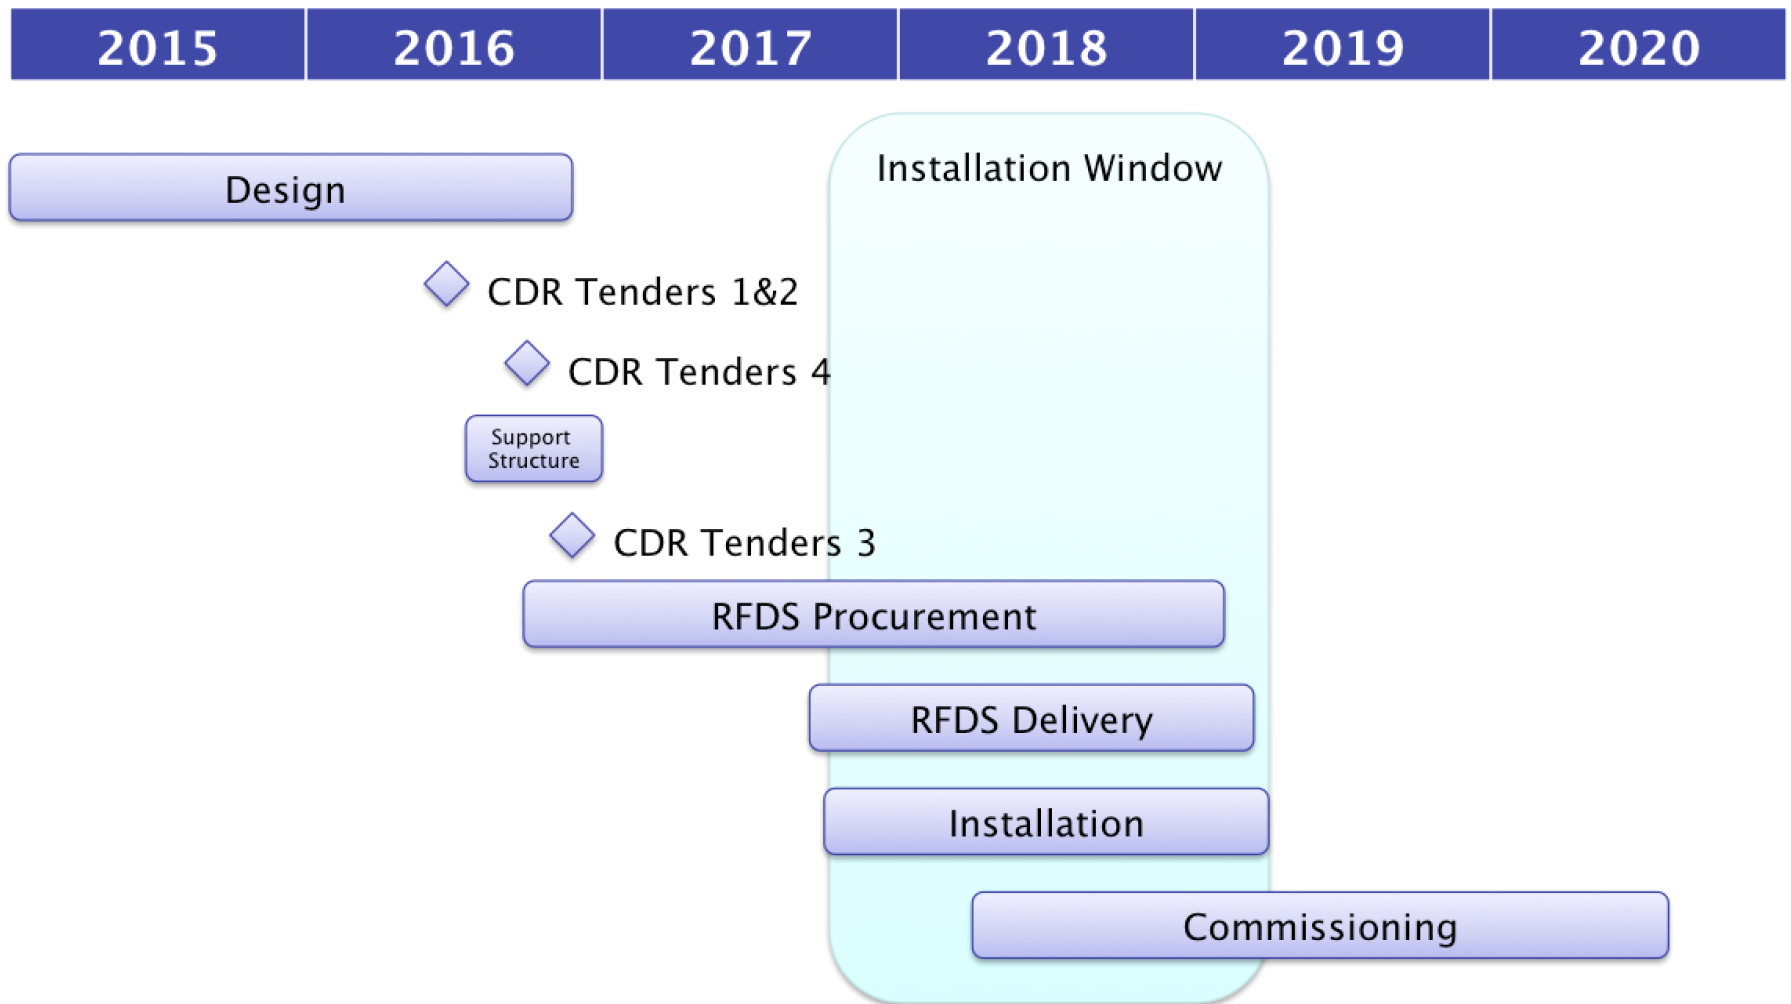 2015 2016 2017 2018 2019 2020
Installation Window
Design
CDR Tenders 1&2
CDR Tenders 4
Support
Structure
CDR Tenders 3
RFDS Procurement
RFDS Delivery
Installation
Commissioning